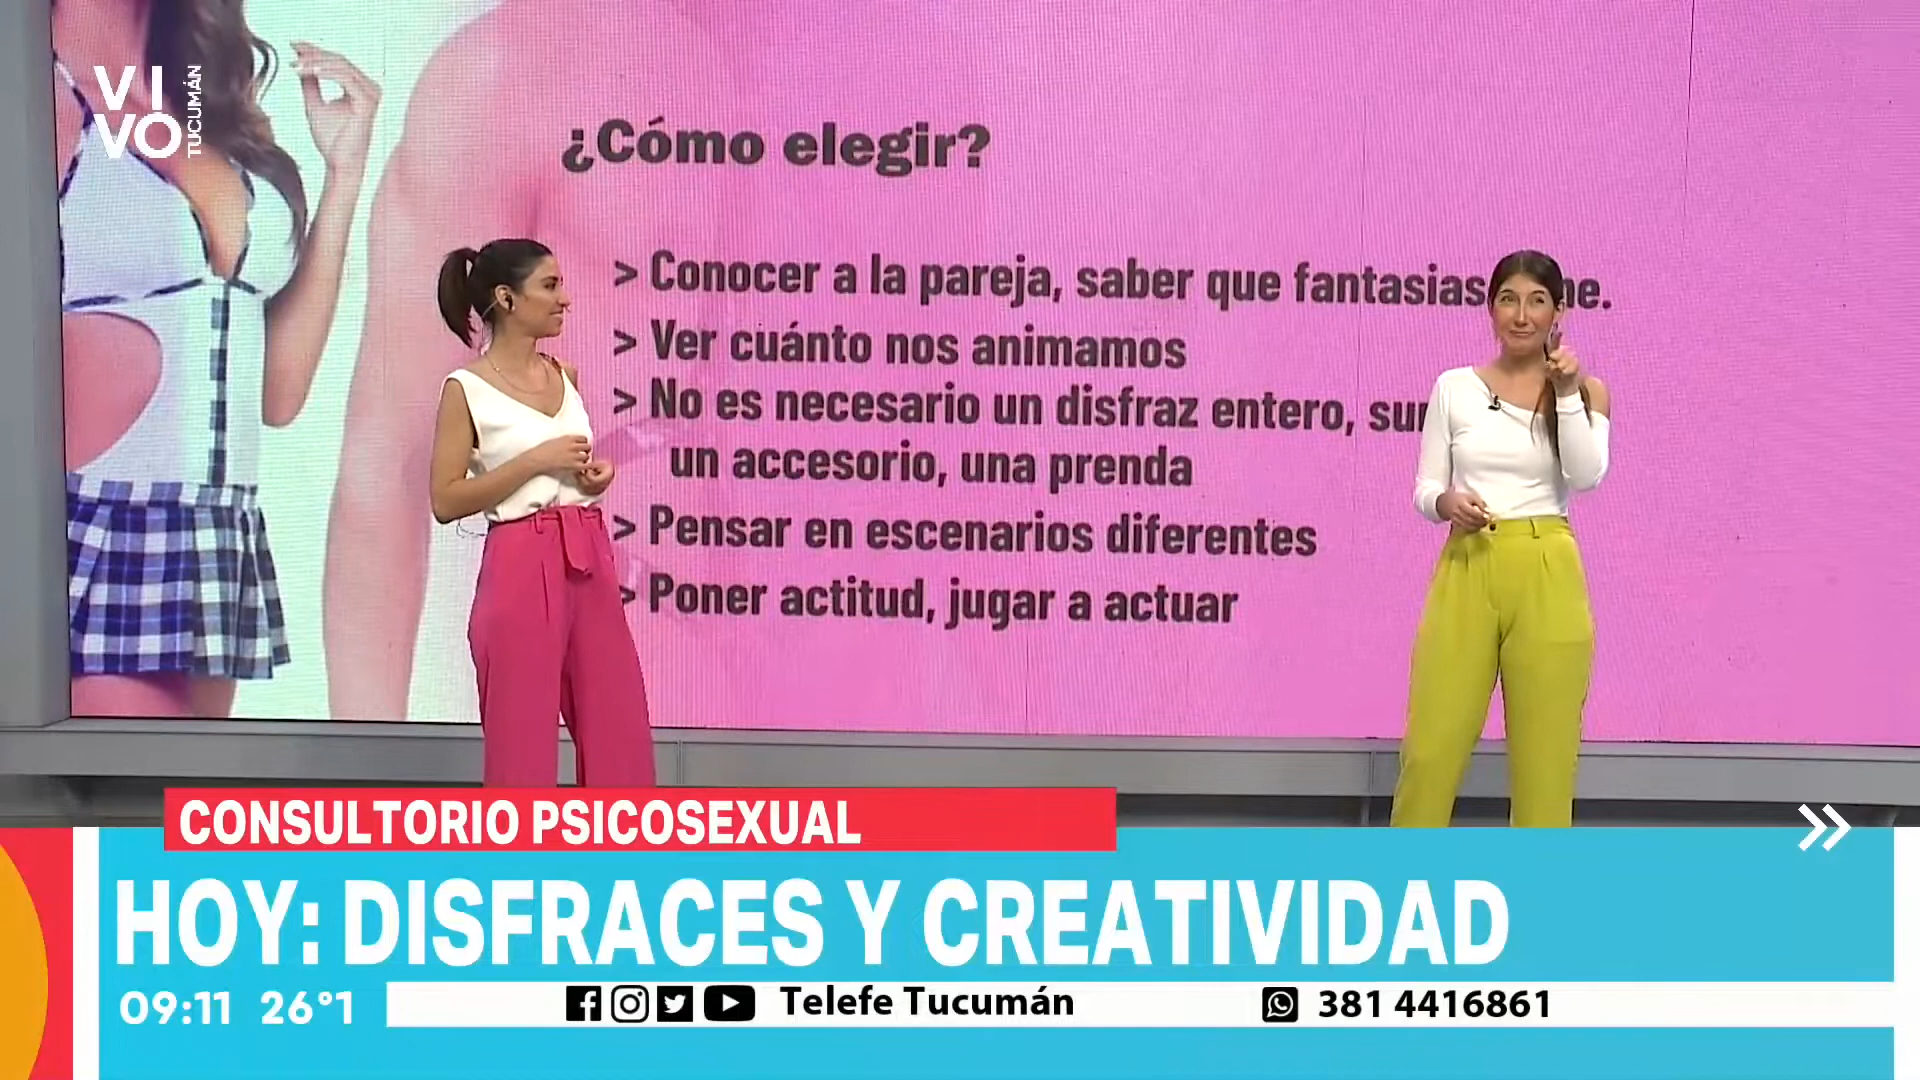 VIVO
TUCUMÁN
¿Cómo elegir?
> Conocer a la pareja, saber que fantasias
> Ver cuánto nos animamos
> No es necesario un disfraz entero,
un accesorio, una prenda
> Pensar en escenarios diferentes
> Poner actitud, jugar a actuar
CONSULTORIO PSICOSEXUAL
HOY: DISFRACES Y CREATIVIDAD
09:11 26°1
Telefe Tucumán
381 4416861